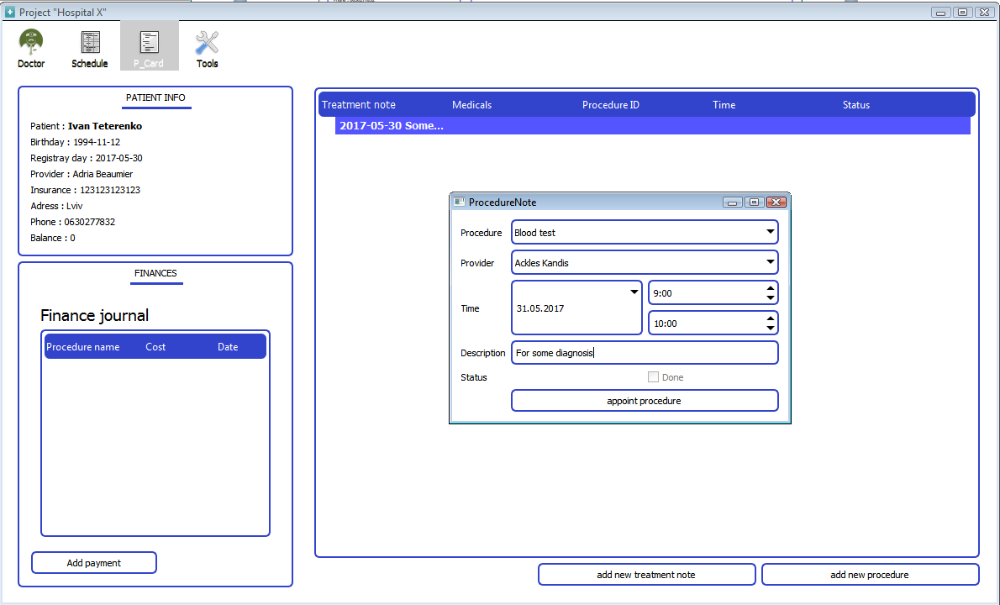 Project "Hospital X"
Doctor
Schedule
P_Card
Tools
PATIENT INFO
Patient : Ivan Teterenko
Birthday : 1994-11-12
Registray day : 2017-05-30
Provider : Adria Beaumier
Insurance : 123123123123
Adress : Lviv
Phone : 0630277832
Balance : 0
FINANCES
Finance journal
Procedure name Cost Date
Add payment
Treatment note Medicals Procedure ID Time Status
2017-05-30 Some...
ProcedureNote
Procedure Blood test
Provider Ackles Kandis
Time 31.05.2017
9:00
10:00
Description For some diagnosis
Status Done
appoint procedure
add new treatment note
add new procedure